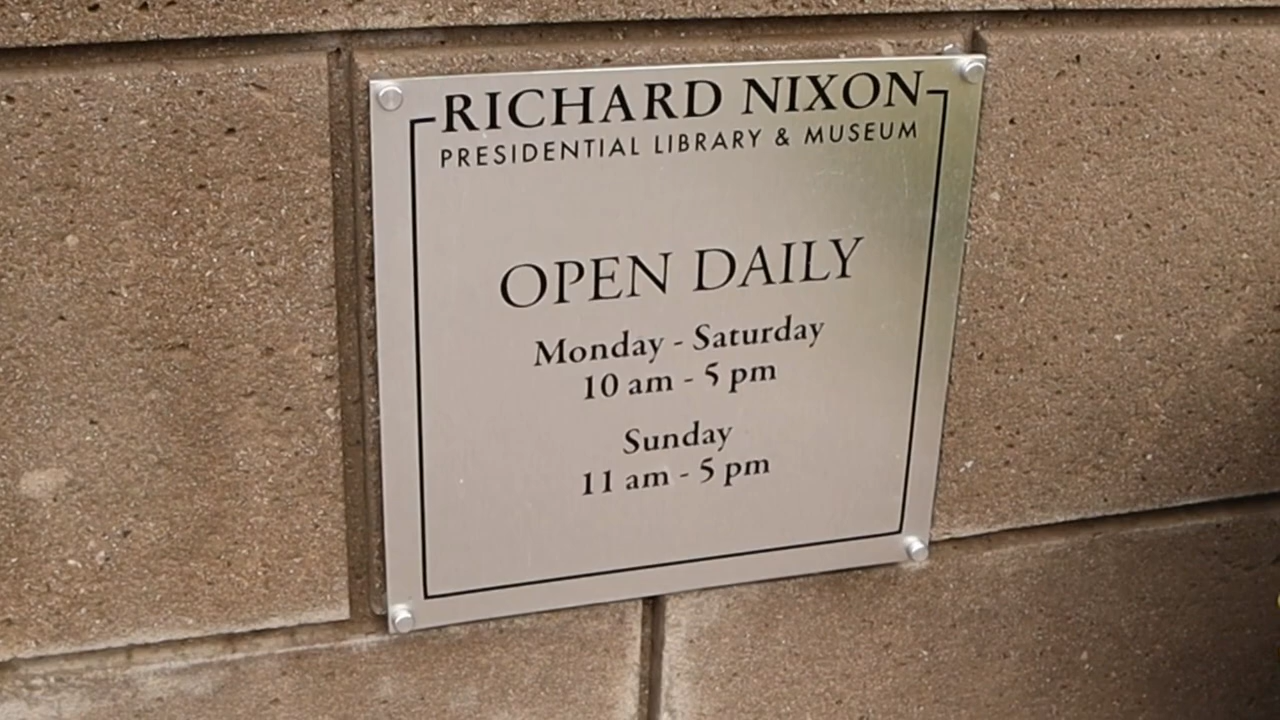 RICHARD NIXON
PRESIDENTIAL LIBRARY & MUSEUM
OPEN DAILY
Monday - Saturday
10 am - 5 pm
Sunday
11 am - 5 pm